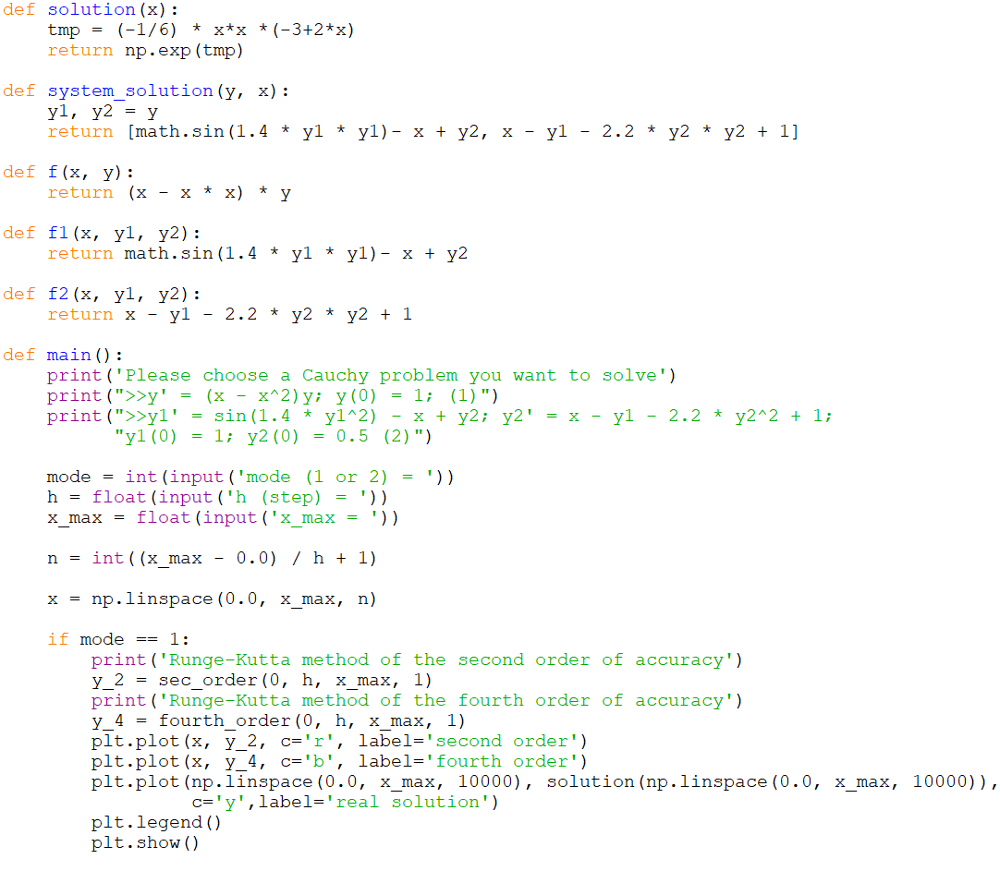 def solution(x):
    tmp = (-1/6) * x*x *(-3+2*x)
    return np.exp(tmp)

def system_solution(y, x):
    y1, y2 = y
    return [math.sin(1.4 * y1 * y1)- x + y2, x - y1 - 2.2 * y2 * y2 + 1]

def f(x, y):
    return (x - x * x) * y

def f1(x, y1, y2):
    return math.sin(1.4 * y1 * y1)- x + y2

def f2(x, y1, y2):
    return x - y1 - 2.2 * y2 * y2 + 1

def main():
    print('Please choose a Cauchy problem you want to solve')
    print(">>y' = (x - x^2)y; y(0) = 1; (1)")
    print(">>y1' = sin(1.4 * y1^2) - x + y2; y2' = x - y1 - 2.2 * y2^2 + 1;
          "y1(0) = 1; y2(0) = 0.5 (2)")

    mode = int(input('mode (1 or 2) = '))
    h = float(input('h (step) = '))
    x_max = float(input('x_max = '))

    n = int((x_max - 0.0) / h + 1)

    x = np.linspace(0.0, x_max, n)

    if mode == 1:
        print('Runge-Kutta method of the second order of accuracy')
        y_2 = sec_order(0, h, x_max, 1)
        print('Runge-Kutta method of the fourth order of accuracy')
        y_4 = fourth_order(0, h, x_max, 1)
        plt.plot(x, y_2, c='r', label='second order')
        plt.plot(x, y_4, c='b', label='fourth order')
        plt.plot(np.linspace(0.0, x_max, 10000), solution(np.linspace(0.0, x_max, 10000)),
                 c='y',label='real solution')
        plt.legend()
        plt.show()